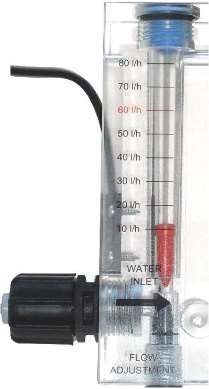 80 l/h
70 l/h
60 l/h
50 l/h
40 l/h
30 l/h
20 l/h
10 l/h
WATER
INLET
FLOW
ADJUSTMENT